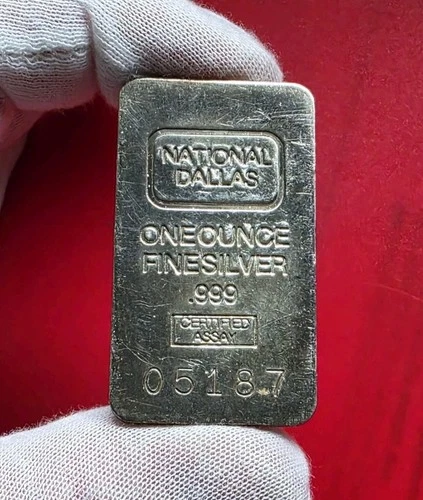 NATIONAL
DALLAS
ONE OUNCE
FINE SILVER
.999
CERTIFIED
ASSAY
05187